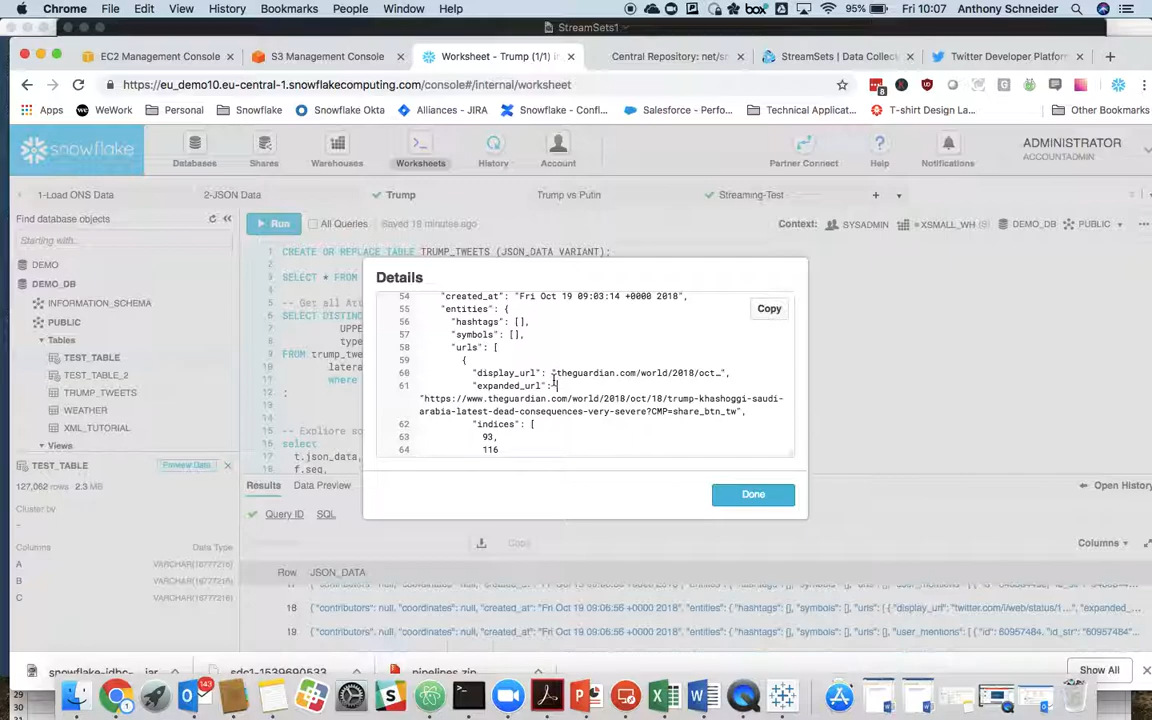 Chrome File Edit View History Bookmarks People Window Help box 95% Fri 10:07 Anthony Schneider
StreamSets1
EC2 Management Console × S3 Management Console × Worksheet - Trump (1/1) × Central Repository: net/s × StreamSets | Data Collec × Twitter Developer Platform × +
https://eu_demo10.eu-central-1.snowflakecomputing.com/console#/internal/worksheet
Apps WeWork Personal Snowflake Snowflake Okta Alliances - JIRA Snowflake - Confl... Salesforce - Perfo... Technical Applicat... T-shirt Design La... Other Bookmarks
snowflake Databases Shares Warehouses Worksheets History Account Partner Connect Help Notifications ADMINISTRATOR
ACCOUNTADMIN
1-Load ONS Data 2-JSON Data Trump Trump vs Putin Streaming-Test +
Find database objects
Starting with...
DEMO
DEMO_DB
INFORMATION_SCHEMA
PUBLIC
Tables
TEST_TABLE
TEST_TABLE_2
TRUMP_TWEETS
WEATHER
XML_TUTORIAL
Views
TEST_TABLE Preview Data ×
127,062 rows 2.3 MB
Cluster by
Columns Data Type
A VARCHAR(16777216)
B VARCHAR(16777216)
C VARCHAR(16777216)
Run All Queries Saved 18 minutes ago Context: SYSADMIN XSMALL_WH (S) DEMO_DB PUBLIC
1 CREATE OR REPLACE TABLE TRUMP_TWEETS (JSON_DATA VARIANT);
SELECT * FROM
SELECT DISTINC
UPPER
type
FROM trump_twe
latera
where
;
select
t.json_data,
f.seq,
Details
54 "created_at": "Fri Oct 19 09:03:14 +0000 2018",
55 "entities": {
56 "hashtags": [],
57 "symbols": [],
58 "urls": [
59 {
60 "display_url": "theguardian.com/world/2018/oct…",
61 "expanded_url":
"https://www.theguardian.com/world/2018/oct/18/trump-khashoggi-saudi-
arabia-latest-dead-consequences-very-severe?CMP=share_btn_tw",
62 "indices": [
63 93,
64 116
Copy
Done
Results Data Preview Open History
Query ID SQL
Copy Columns
Row JSON_DATA
18 {"contributors": null, "coordinates": null, "created_at": "Fri Oct 19 09:06:56 +0000 2018", "entities": { "hashtags": [], "symbols": [], "urls": [ { "display_url": "twitter.com/i/web/status/1…", "expanded_...
19 {"contributors": null, "coordinates": null, "created_at": "Fri Oct 19 09:06:56 +0000 2018", "entities": { "hashtags": [], "symbols": [], "urls": [], "user_mentions": [ { "id": 60957484, "id_str": "60957484"...
Show All
143